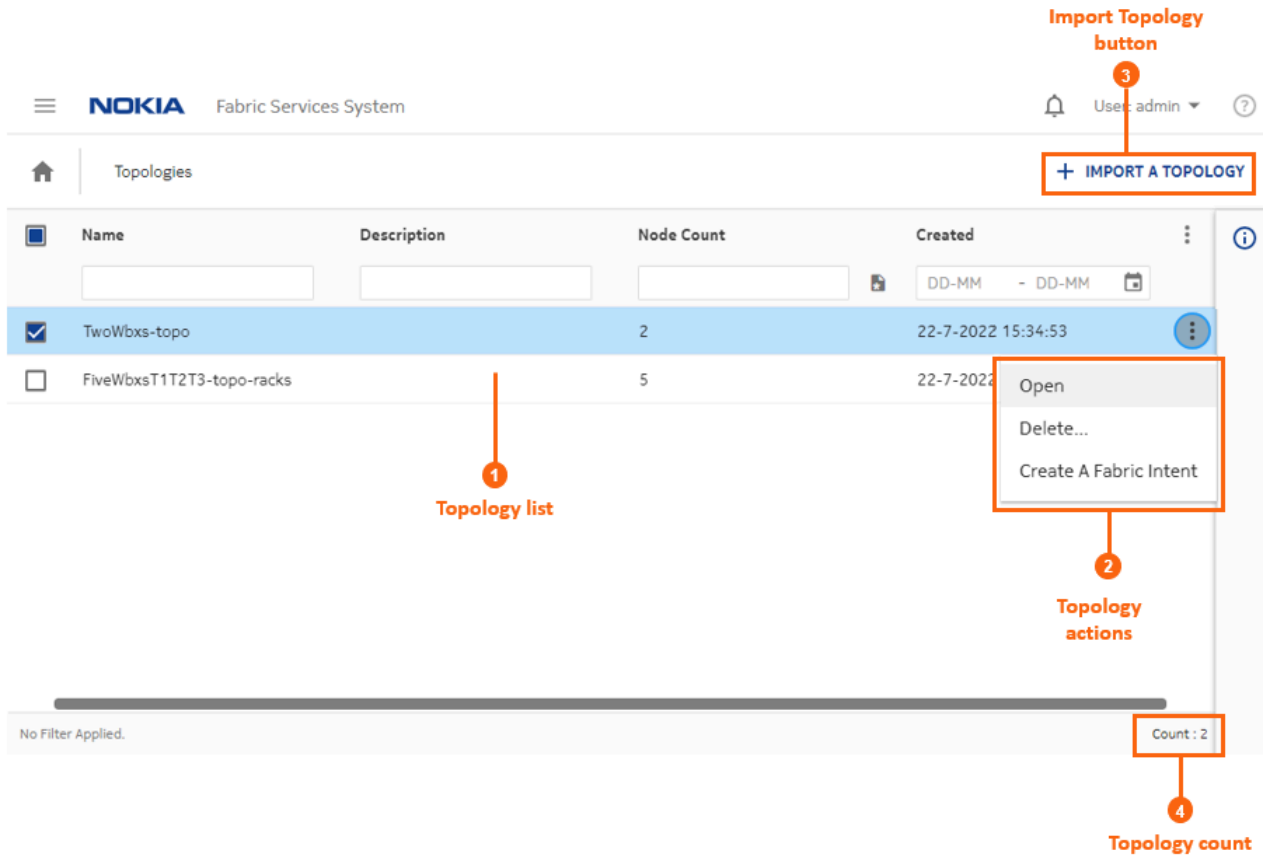 Import Topology
button
3
NOKIA Fabric Services System User: admin ?
Topologies + IMPORT A TOPOLOGY
Name Description Node Count Created
DD-MM - DD-MM
TwoWbxs-topo 2 22-7-2022 15:34:53
FiveWbxsT1T2T3-topo-racks 5 22-7-2022
Open
Delete...
Create A Fabric Intent
1
Topology list
2
Topology
actions
No Filter Applied. Count : 2
4
Topology count